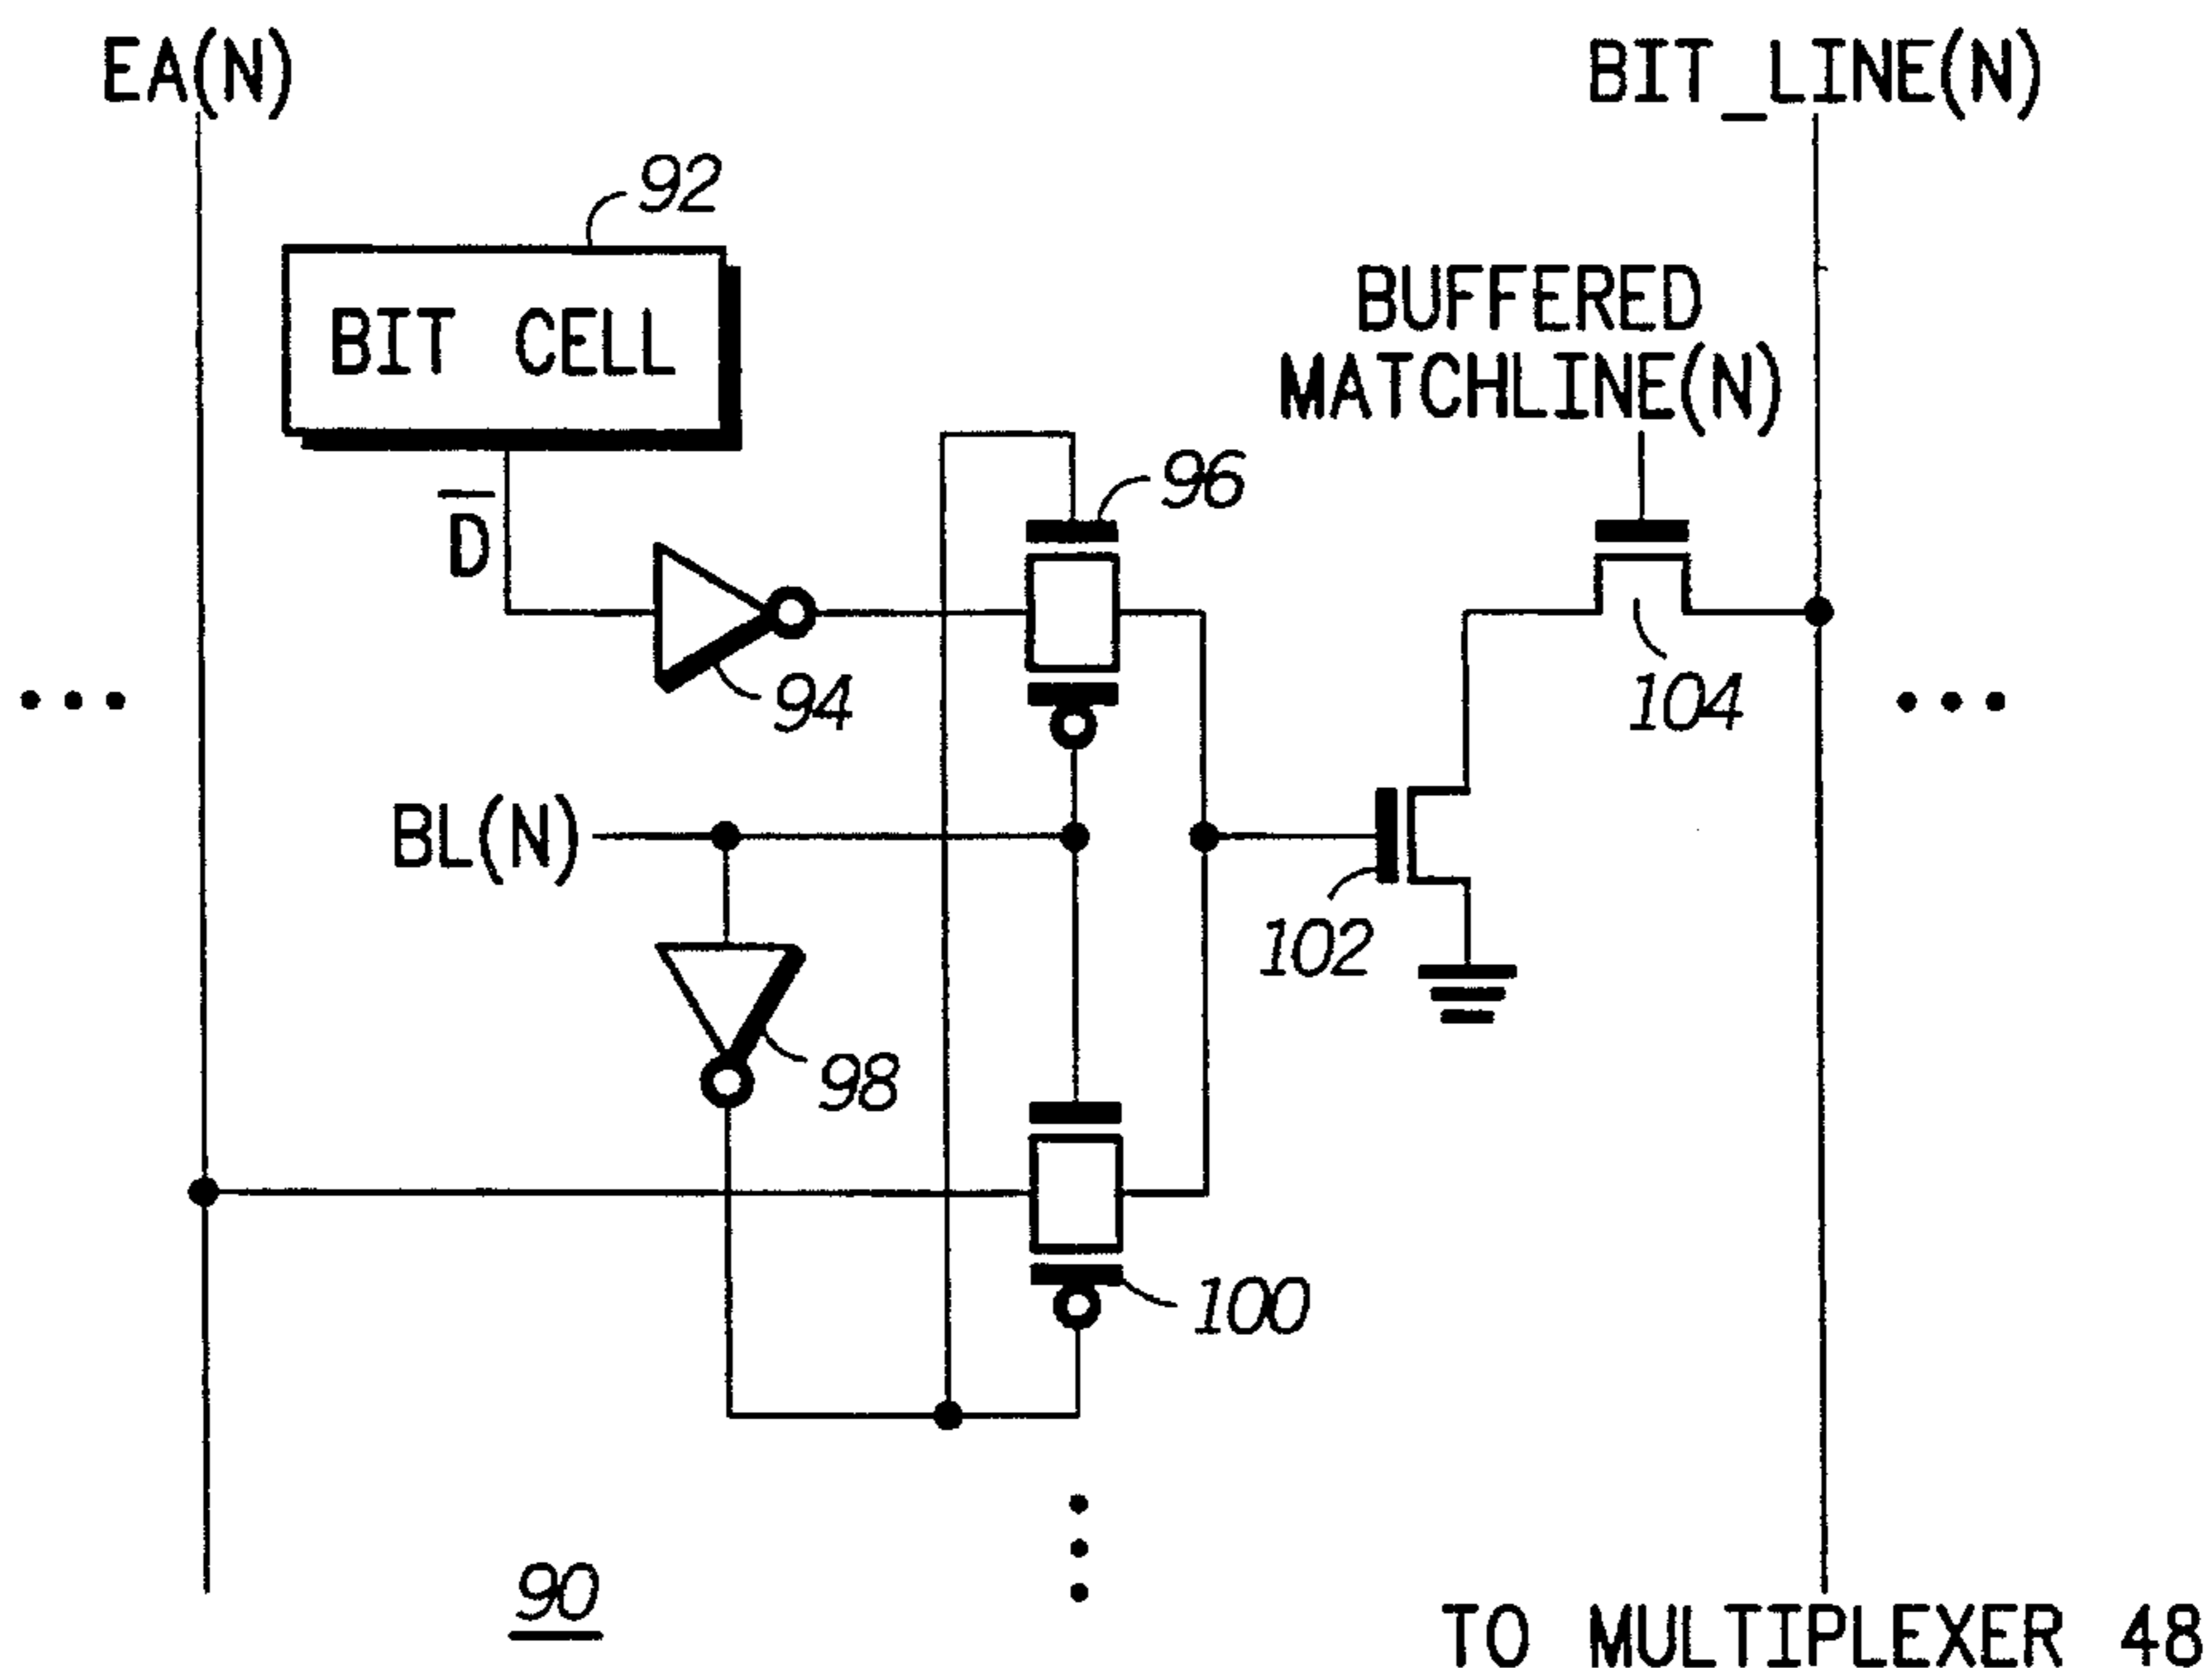 EA(N)
BIT_LINE(N)
92
BIT CELL
BUFFERED
MATCHLINE(N)
D̅
96
94
104
BL(N)
102
98
100
90
TO MULTIPLEXER 48